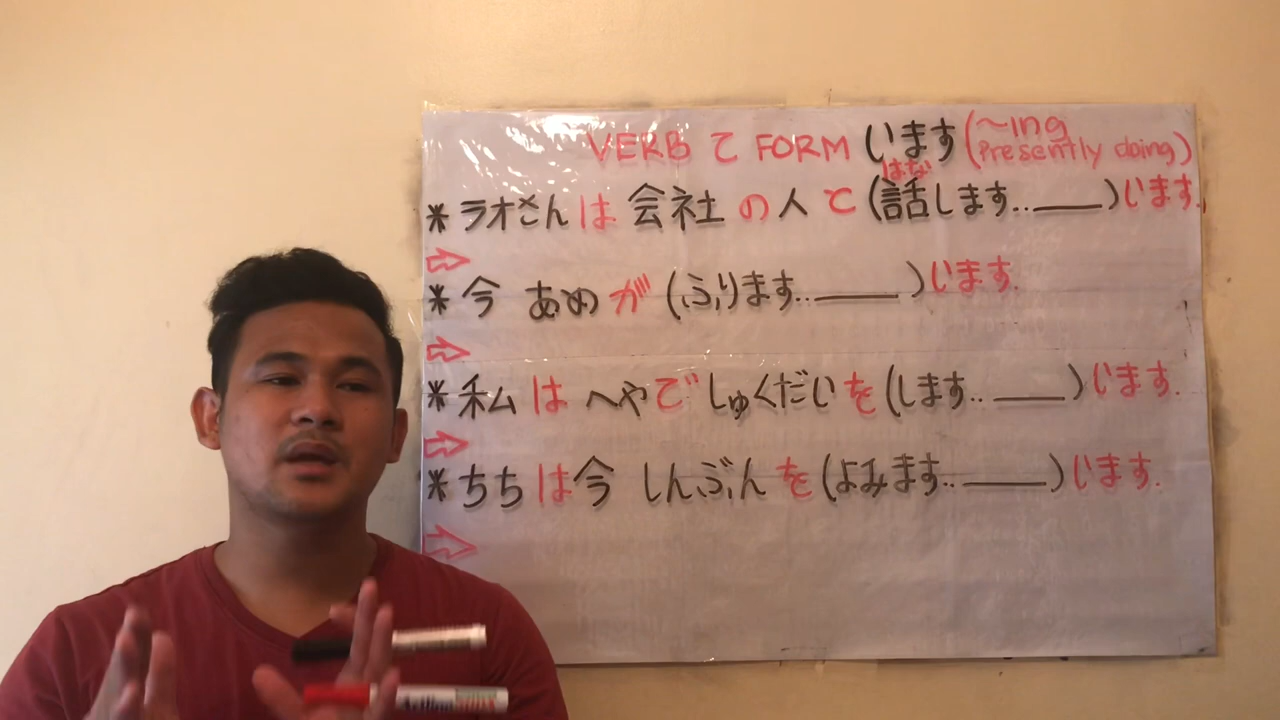 VERB て FORM います (～ing Presently doing)
はな
* ラオさんは 会社 の 人 と (話します..____) います.
⇨
* 今 あめ が (ふります..____) います.
⇨
* 私 は へや で しゅくだい を (します..____) います.
⇨
* ちち は 今 しんぶん を (よみます..____) います.
⇨
Artline